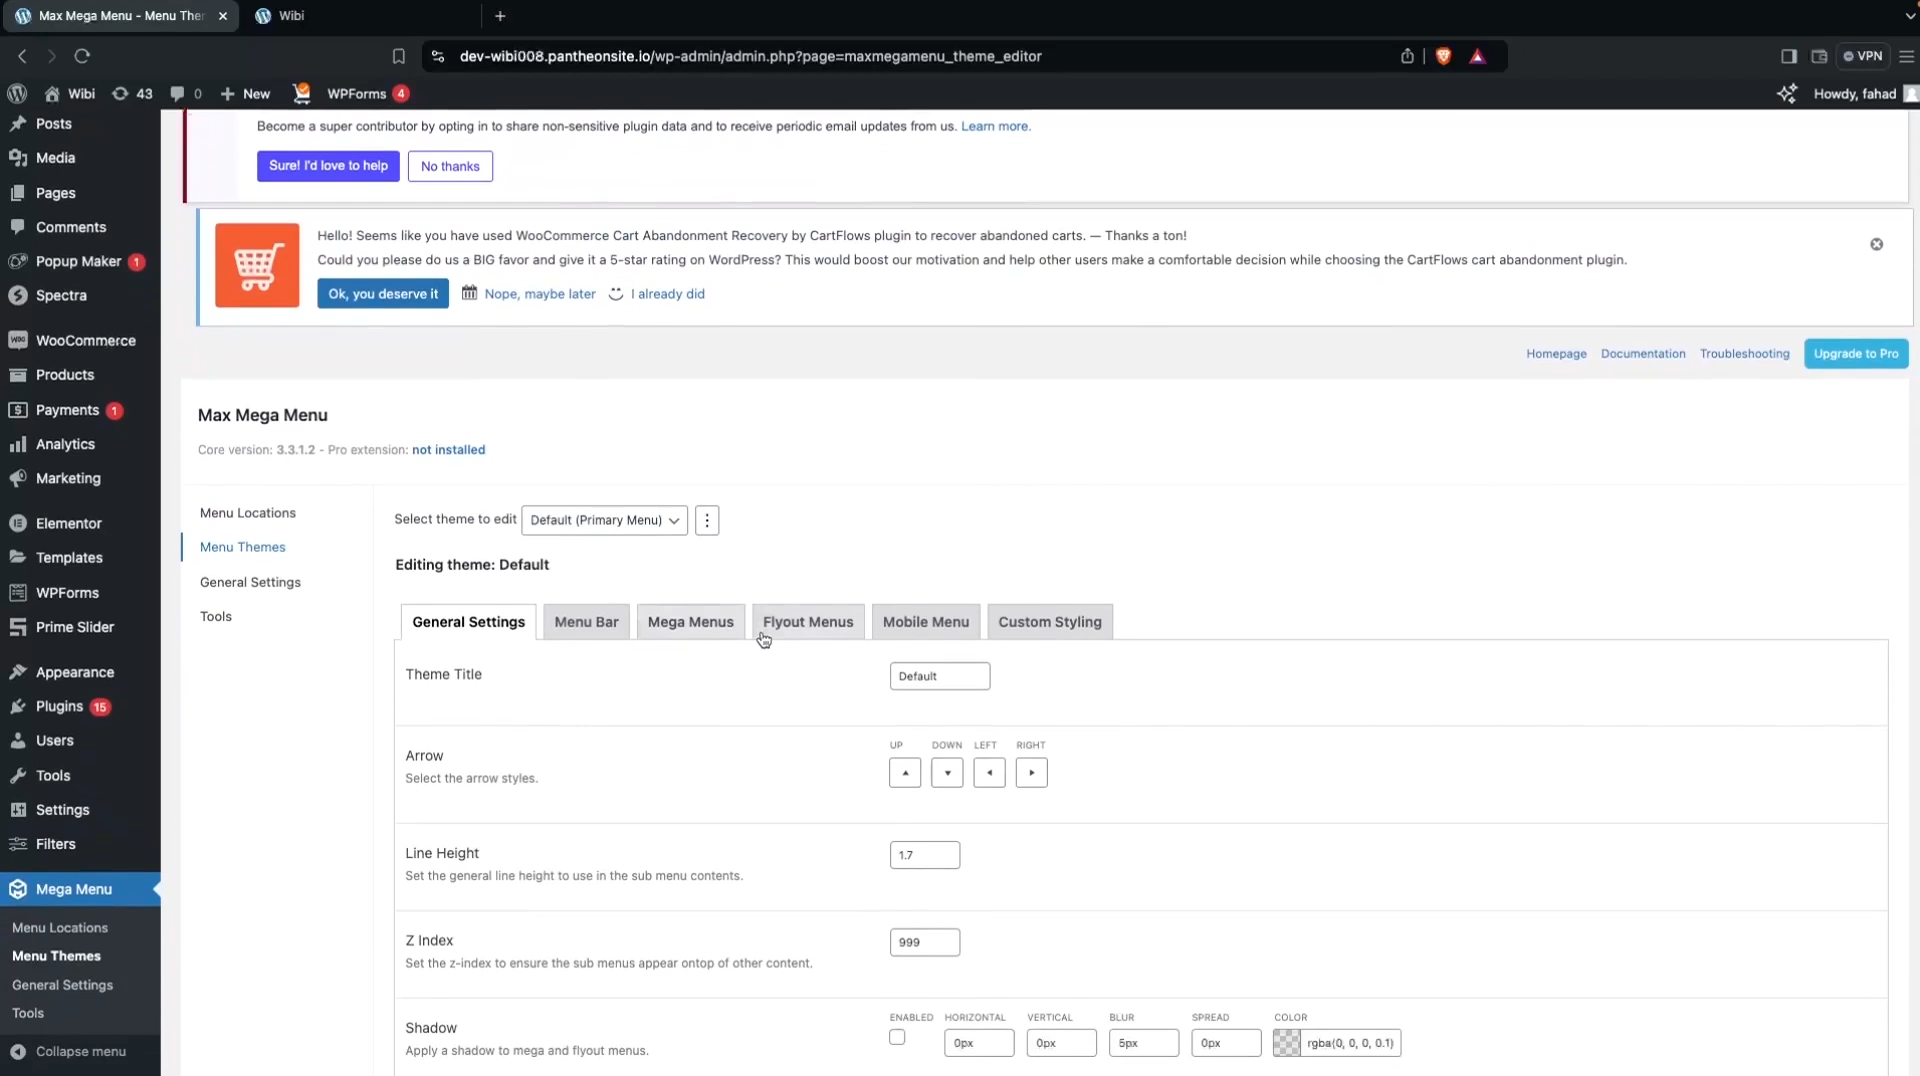 Max Mega Menu - Menu Ther
Wibi
dev-wibi008.pantheonsite.io/wp-admin/admin.php?page=maxmegamenu_theme_editor
VPN
Wibi
43
0
New
WPForms 4
Howdy, fahad
Posts
Media
Pages
Comments
Popup Maker 1
Spectra
WooCommerce
Products
Payments 1
Analytics
Marketing
Elementor
Templates
WPForms
Prime Slider
Appearance
Plugins 15
Users
Tools
Settings
Filters
Mega Menu
Menu Locations
Menu Themes
General Settings
Tools
Collapse menu
Become a super contributor by opting in to share non-sensitive plugin data and to receive periodic email updates from us. Learn more.
Sure! I'd love to help
No thanks
Hello! Seems like you have used WooCommerce Cart Abandonment Recovery by CartFlows plugin to recover abandoned carts. — Thanks a ton!
Could you please do us a BIG favor and give it a 5-star rating on WordPress? This would boost our motivation and help other users make a comfortable decision while choosing the CartFlows cart abandonment plugin.
Ok, you deserve it
Nope, maybe later
I already did
Homepage
Documentation
Troubleshooting
Upgrade to Pro
Max Mega Menu
Core version: 3.3.1.2 - Pro extension: not installed
Menu Locations
Menu Themes
General Settings
Tools
Select theme to edit
Default (Primary Menu)
Editing theme: Default
General Settings
Menu Bar
Mega Menus
Flyout Menus
Mobile Menu
Custom Styling
Theme Title
Default
Arrow
Select the arrow styles.
UP
DOWN
LEFT
RIGHT
Line Height
Set the general line height to use in the sub menu contents.
1.7
Z Index
Set the z-index to ensure the sub menus appear ontop of other content.
999
Shadow
Apply a shadow to mega and flyout menus.
ENABLED
HORIZONTAL
VERTICAL
BLUR
SPREAD
COLOR
0px
0px
5px
0px
rgba(0, 0, 0, 0.1)